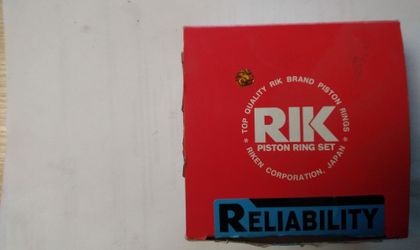 TOP QUALITY RIK BRAND PISTON RINGS
RIK
PISTON RING SET
RIKEN CORPORATION, JAPAN
RELIABILITY